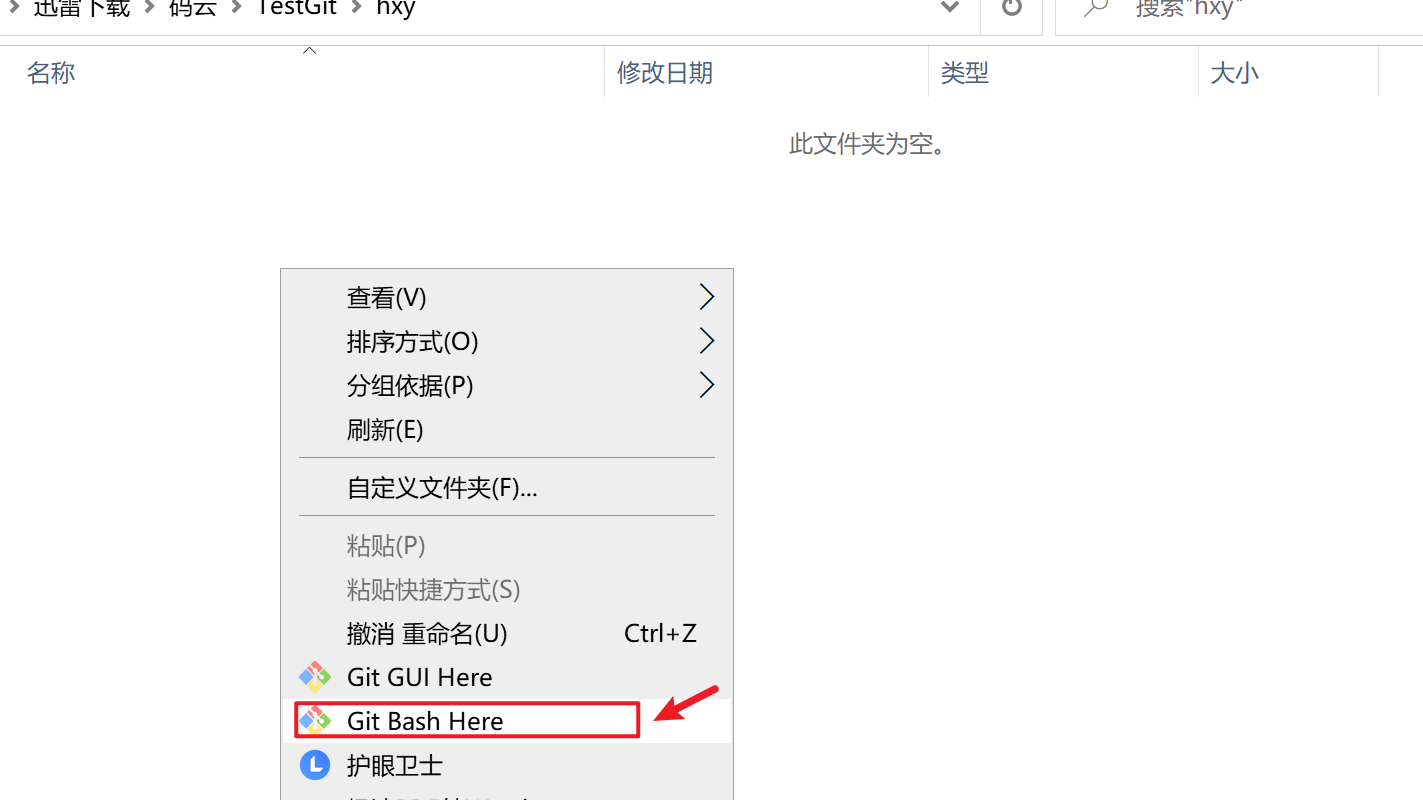 迅雷下载 码云 TestGit hxy 搜索"hxy"
名称 修改日期 类型 大小
此文件夹为空。
查看(V)
排序方式(O)
分组依据(P)
刷新(E)
自定义文件夹(F)...
粘贴(P)
粘贴快捷方式(S)
撤消 重命名(U) Ctrl+Z
Git GUI Here
Git Bash Here
护眼卫士